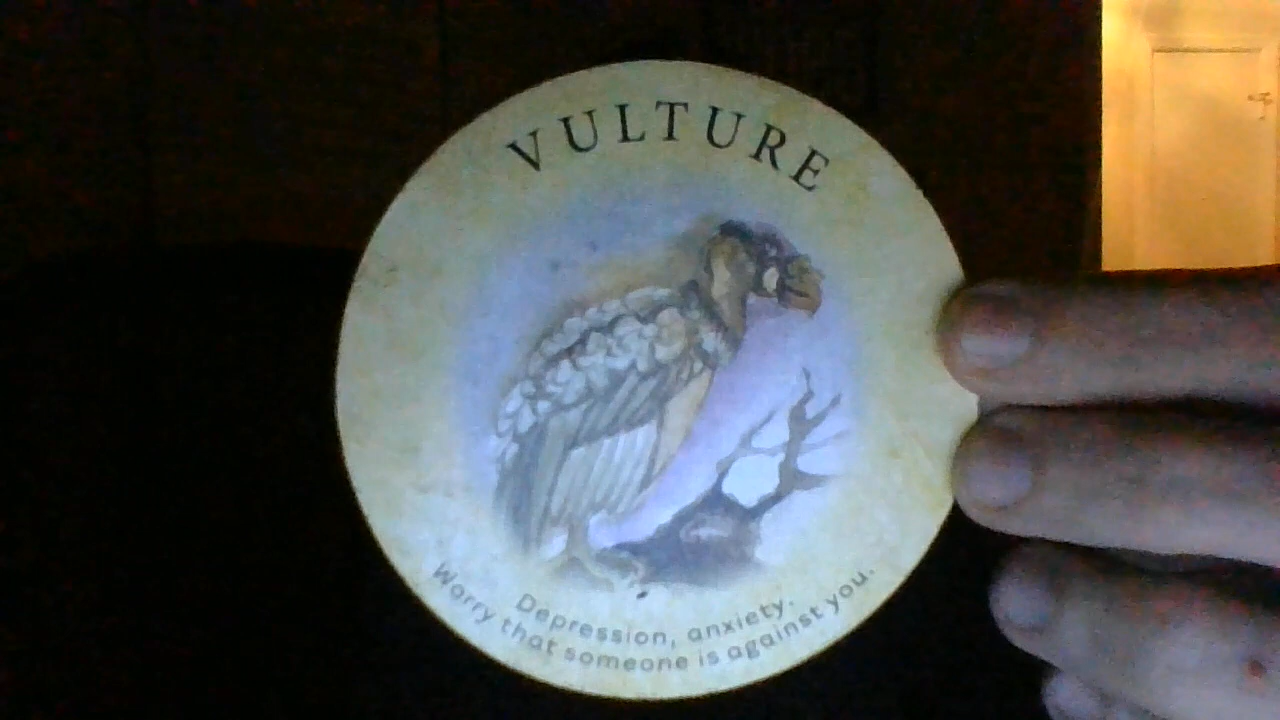 VULTURE
Depression, anxiety.
Worry that someone is against you.